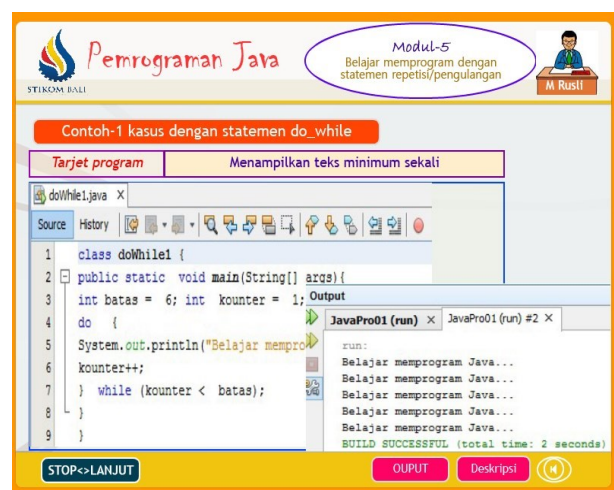 STIKOM BALI
Pemrograman Java
Modul-5
Belajar memprogram dengan
statemen repetisi/pengulangan
M Rusli
Contoh-1 kasus dengan statemen do_while
Tarjet program
Menampilkan teks minimum sekali
doWhile1.java X
Source History
1 class doWhile1 {
2 public static void main(String[] args){
3 int batas = 6; int kounter = 1;
4 do {
5 System.out.println("Belajar mempro
6 kounter++;
7 } while (kounter < batas);
8 }
9 }
Output
JavaPro01 (run) × JavaPro01 (run) #2 ×
run:
Belajar memprogram Java...
Belajar memprogram Java...
Belajar memprogram Java...
Belajar memprogram Java...
Belajar memprogram Java...
BUILD SUCCESSFUL (total time: 2 seconds)
STOP<>LANJUT
OUPUT
Deskripsi